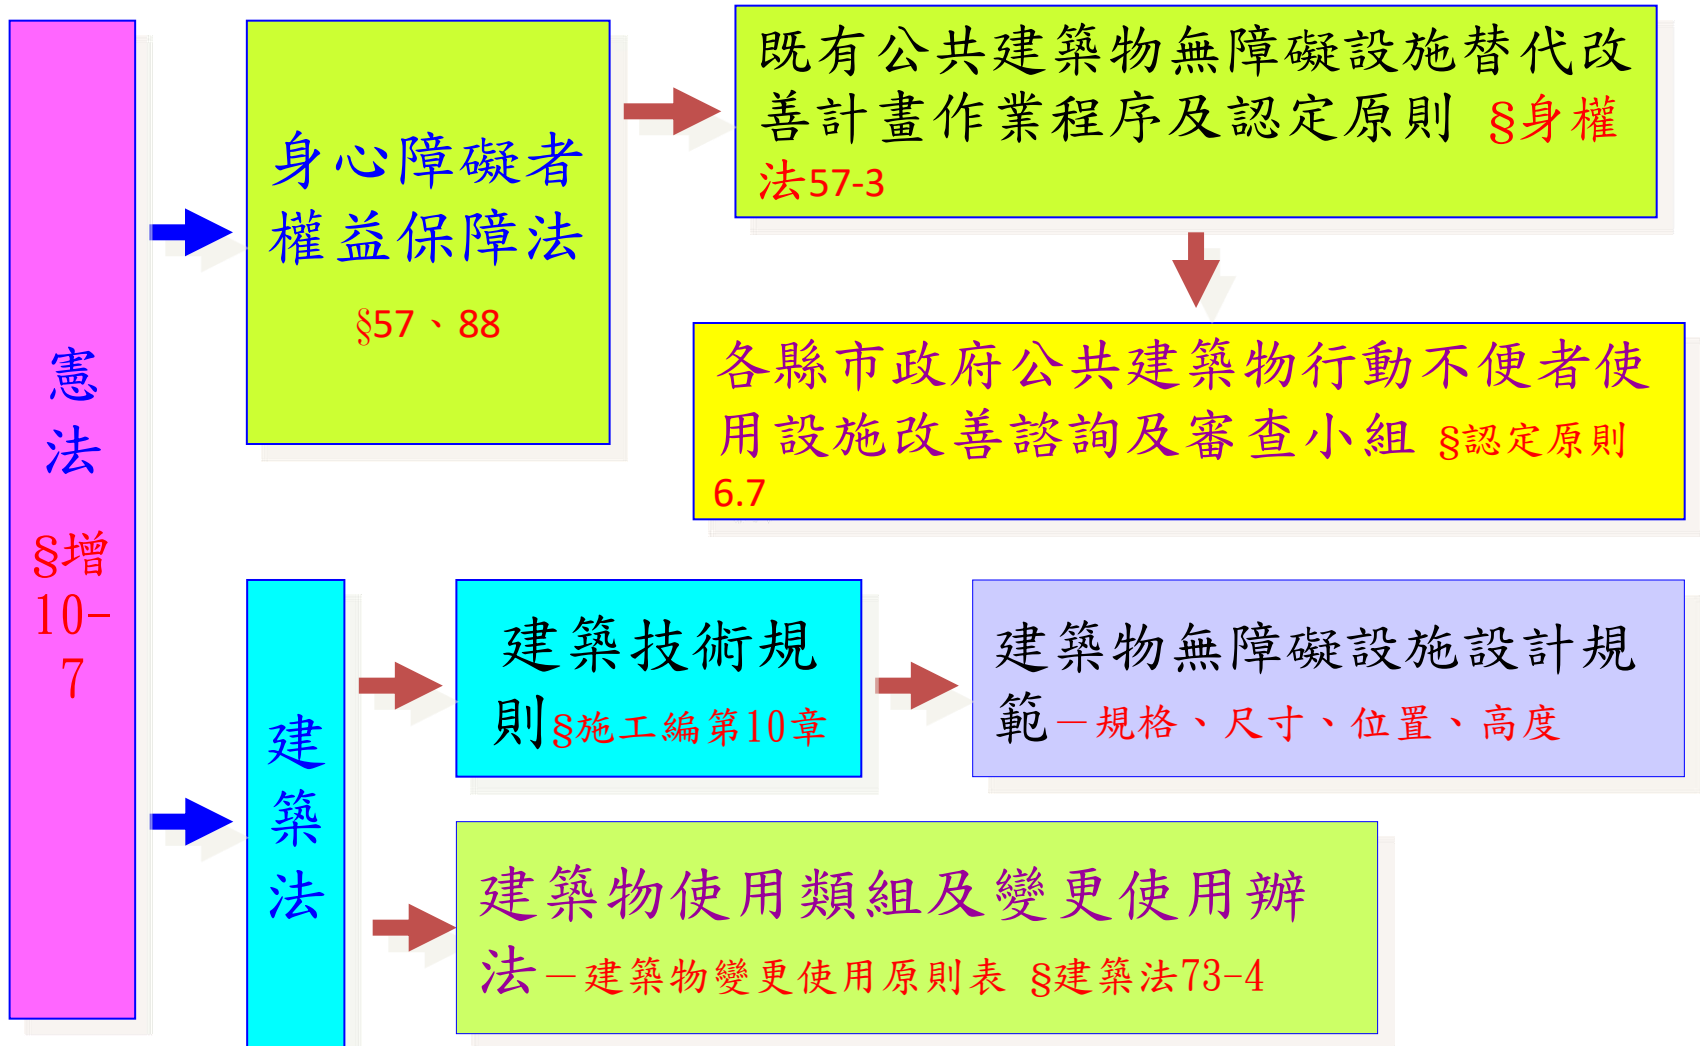 憲
法
§增
10-
7
身心障礙者
權益保障法
§57、88
既有公共建築物無障礙設施替代改
善計畫作業程序及認定原則 §身權
法57-3
各縣市政府公共建築物行動不便者使
用設施改善諮詢及審查小組 §認定原則
6.7
建
築
法
建築技術規
則§施工編第10章
建築物無障礙設施設計規
範－規格、尺寸、位置、高度
建築物使用類組及變更使用辦
法－建築物變更使用原則表 §建築法73-4